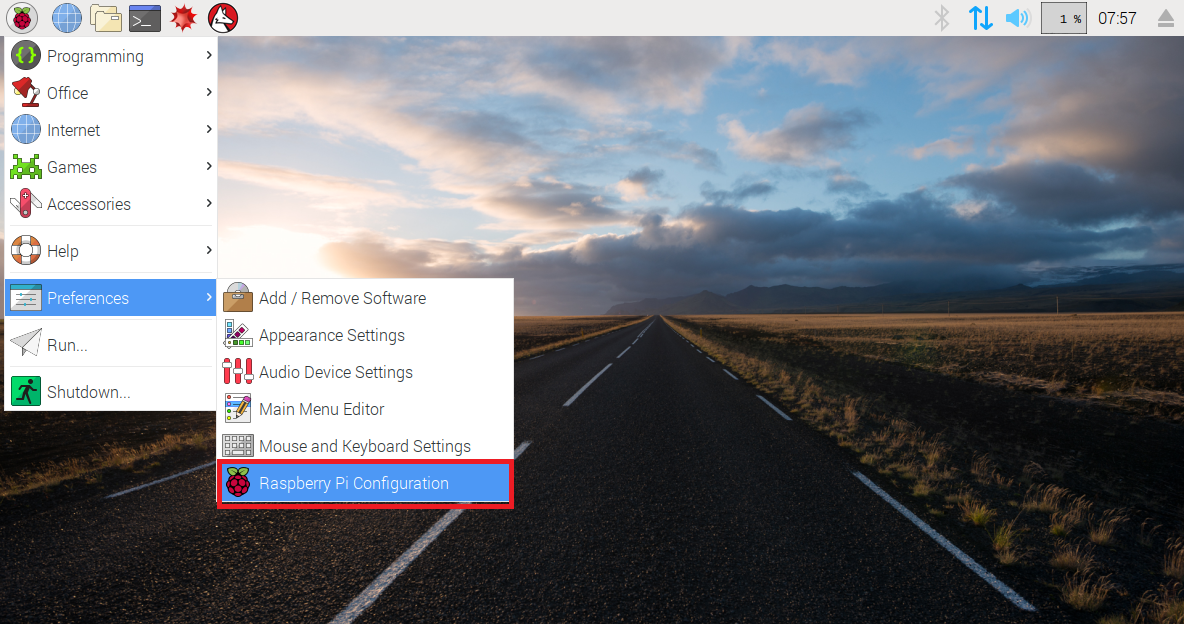 1 %
07:57
Programming
Office
Internet
Games
Accessories
Help
Preferences
Run...
Shutdown...
Add / Remove Software
Appearance Settings
Audio Device Settings
Main Menu Editor
Mouse and Keyboard Settings
Raspberry Pi Configuration